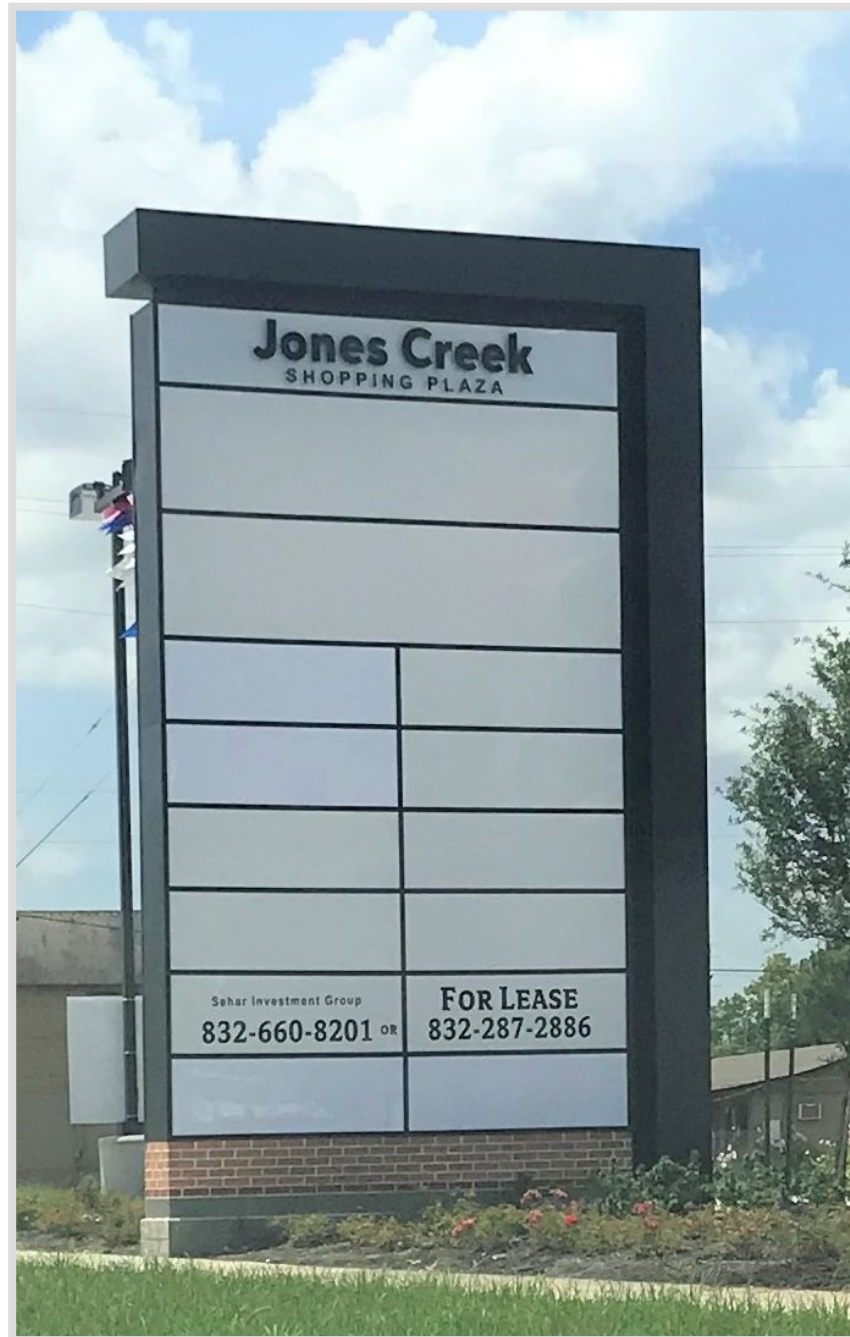 Jones Creek
SHOPPING PLAZA
Sehar Investment Group
832-660-8201 OR
FOR LEASE
832-287-2886